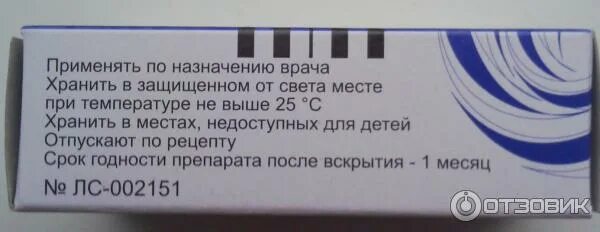 Применять по назначению врача
Хранить в защищенном от света месте
при температуре не выше 25 °С
Хранить в местах, недоступных для детей
Отпускают по рецепту
Срок годности препарата после вскрытия - 1 месяц
№ ЛС-002151
ОТЗОВИК